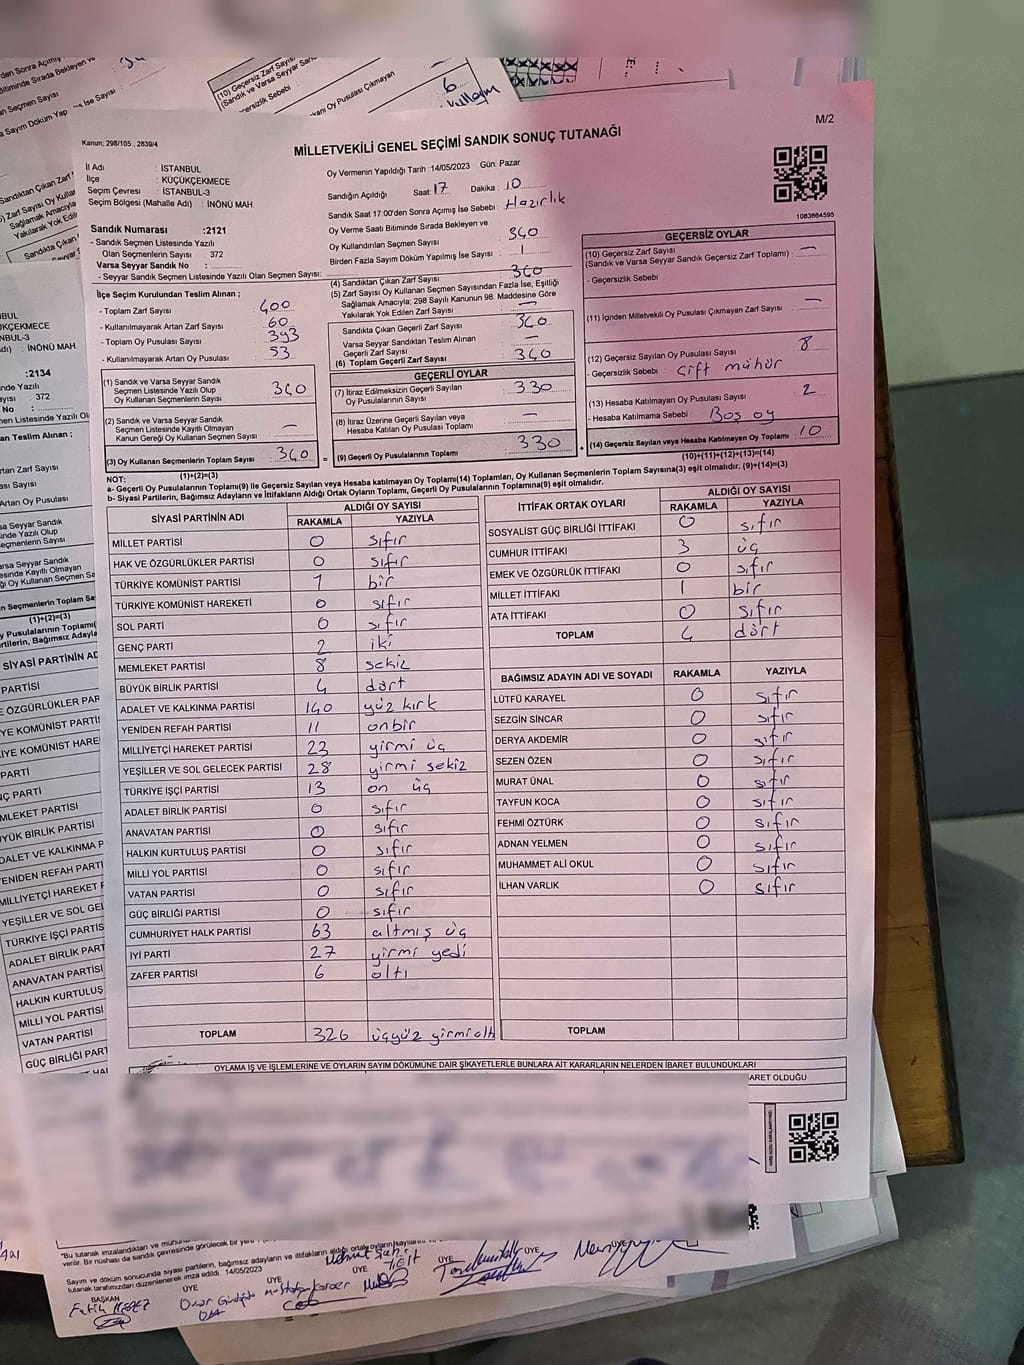 M/2
Kanun; 298/105 , 2839/4
MİLLETVEKİLİ GENEL SEÇİMİ SANDIK SONUÇ TUTANAĞI
İl Adı : İSTANBUL
İlçe : KÜÇÜKÇEKMECE
Seçim Çevresi : İSTANBUL-3
Seçim Bölgesi (Mahalle Adı) : İNÖNÜ MAH.
Sandık Numarası :2121
- Sandık Seçmen Listesinde Yazılı
Olan Seçmenlerin Sayısı : 372
Varsa Seyyar Sandık No :
- Seyyar Sandık Seçmen Listesinde Yazılı Olan Seçmen Sayısı:
İlçe Seçim Kurulundan Teslim Alınan ;
- Toplam Zarf Sayısı : 400
- Kullanılmayarak Artan Zarf Sayısı : 60
- Toplam Oy Pusulası Sayısı : 393
- Kullanılmayarak Artan Oy Pusulası : 53
Oy Vermenin Yapıldığı Tarih :14/05/2023 Gün: Pazar
Sandığın Açıldığı Saat: 17 Dakika : 10
Sandık Saat 17.00'den Sonra Açımış İse Sebebi : Hazırlık
Oy Verme Saati Bitiminde Sırada Bekleyen ve
Oy Kullandırılan Seçmen Sayısı : 340
Birden Fazla Sayım Döküm Yapılmış İse Sayısı : 1
(4) Sandıktan Çıkan Zarf Sayısı : 340
(5) Zarf Sayısı Oy Kullanan Seçmen Sayısından Fazla İse, Eşitliği
Sağlamak Amacıyla; 298 Sayılı Kanunun 98. Maddesine Göre
Yakılarak Yok Edilen Zarf Sayısı : —
Sandıkta Çıkan Geçerli Zarf Sayısı : 340
Varsa Seyyar Sandıktan Teslim Alınan
Geçerli Zarf Sayısı : —
(6) Toplam Geçerli Zarf Sayısı : 340
1083664595
GEÇERSİZ OYLAR
(10) Geçersiz Zarf Sayısı
(Sandık ve Varsa Seyyar Sandık Geçersiz Zarf Toplamı) : —
- Geçersizlik Sebebi
(11) İçinden Milletvekili Oy Pusulası Çıkmayan Zarf Sayısı : —
(12) Geçersiz Sayılan Oy Pusulası Sayısı : 8
- Geçersizlik Sebebi : Çift mühür
(13) Hesaba Katılmayan Oy Pusulası Sayısı : 2
- Hesaba Katılmama Sebebi : Boş oy
(14) Geçersiz Sayılan veya Hesaba Katılmayan Oy Toplamı : 10
(10)+(11)+(12)+(13)=(14)
(1) Sandık ve Varsa Seyyar Sandık
Seçmen Listesinde Yazılı Olup
Oy Kullanan Seçmenlerin Sayısı : 340
(2) Sandık ve Varsa Seyyar Sandık
Seçmen Listesinde Kayıtlı Olmayan
Kanun Gereği Oy Kullanan Seçmen Sayısı : —
(3) Oy Kullanan Seçmenlerin Toplam Sayısı : 340
(1)+(2)=(3)
GEÇERLİ OYLAR
(7) İtiraz Edilmeksizin Geçerli Sayılan
Oy Pusulasının Sayısı : 330
(8) İtiraz Üzerine Geçerli Sayılan veya
Hesaba Katılan Oy Pusulası Toplamı : —
(9) Geçerli Oy Pusulalarının Toplamı : 330
NOT:
a- Geçerli Oy Pusulalarının Toplamı(9) ile Geçersiz Sayılan veya Hesaba katılmayan Oy Toplamı(14) Toplamları, Oy Kullanan Seçmenlerin Toplam Sayısına(3) eşit olmalıdır. (9)+(14)=(3)
b- Siyasi Partilerin, Bağımsız Adayların ve İttifakların Aldığı Ortak Oyların Toplamı, Geçerli Oy Pusulalarının Toplamına(9) eşit olmalıdır.
SİYASİ PARTİNİN ADI ALDIĞI OY SAYISI
RAKAMLA YAZIYLA
MİLLET PARTİSİ 0 sıfır
HAK VE ÖZGÜRLÜKLER PARTİSİ 0 sıfır
TÜRKİYE KOMÜNİST PARTİSİ 1 bir
TÜRKİYE KOMÜNİST HAREKETİ 0 sıfır
SOL PARTİ 0 sıfır
GENÇ PARTİ 2 iki
MEMLEKET PARTİSİ 8 sekiz
BÜYÜK BİRLİK PARTİSİ 4 dört
ADALET VE KALKINMA PARTİSİ 140 yüz kırk
YENİDEN REFAH PARTİSİ 11 onbir
MİLLİYETÇİ HAREKET PARTİSİ 23 yirmi üç
YEŞİLLER VE SOL GELECEK PARTİSİ 28 yirmi sekiz
TÜRKİYE İŞÇİ PARTİSİ 13 on üç
ADALET BİRLİK PARTİSİ 0 sıfır
ANAVATAN PARTİSİ 0 sıfır
HALKIN KURTULUŞ PARTİSİ 0 sıfır
MİLLİ YOL PARTİSİ 0 sıfır
VATAN PARTİSİ 0 sıfır
GÜÇ BİRLİĞİ PARTİSİ 0 sıfır
CUMHURİYET HALK PARTİSİ 63 altmış üç
İYİ PARTİ 27 yirmi yedi
ZAFER PARTİSİ 6 altı
TOPLAM 326 üçyüz yirmialtı
İTTİFAK ORTAK OYLARI ALDIĞI OY SAYISI
RAKAMLA YAZIYLA
SOSYALİST GÜÇ BİRLİĞİ İTTİFAKI 0 sıfır
CUMHUR İTTİFAKI 3 üç
EMEK VE ÖZGÜRLÜK İTTİFAKI 0 sıfır
MİLLET İTTİFAKI 1 bir
ATA İTTİFAKI 0 sıfır
TOPLAM 4 dört
BAĞIMSIZ ADAYIN ADI VE SOYADI RAKAMLA YAZIYLA
LÜTFÜ KARAYEL 0 sıfır
SEZGİN SİNCAR 0 sıfır
DERYA AKDEMİR 0 sıfır
SEZEN ÖZEN 0 sıfır
MURAT ÜNAL 0 sıfır
TAYFUN KOCA 0 sıfır
FEHMİ ÖZTÜRK 0 sıfır
ADNAN YELMEN 0 sıfır
MUHAMMET ALİ OKUL 0 sıfır
İLHAN VARLIK 0 sıfır
TOPLAM
OYLAMA İŞ VE İŞLEMLERİNE VE OYLARIN SAYIM DÖKÜMÜNE DAİR ŞİKAYETLERLE BUNLARA AİT KARARLARIN NELERDEN İBARET BULUNDUKLARI
ARET OLDUĞU
Sayım ve döküm sonucunda siyasi partilerin, bağımsız adayların ve ittifakların aldığı ortak oyların
tutanak tarafımızdan düzenlenerek imza edildi. 14/05/2023
BAŞKAN ÜYE ÜYE ÜYE ÜYE ÜYE
:2134